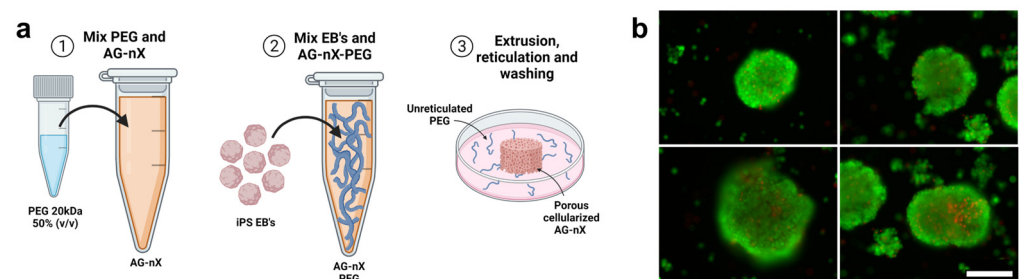 a
1
Mix PEG and
AG-nX
PEG 20kDa
50% (v/v)
AG-nX
2
Mix EB's and
AG-nX-PEG
iPS EB's
AG-nX
PEG
3
Extrusion,
reticulation and
washing
Unreticulated
PEG
Porous
cellularized
AG-nX
b